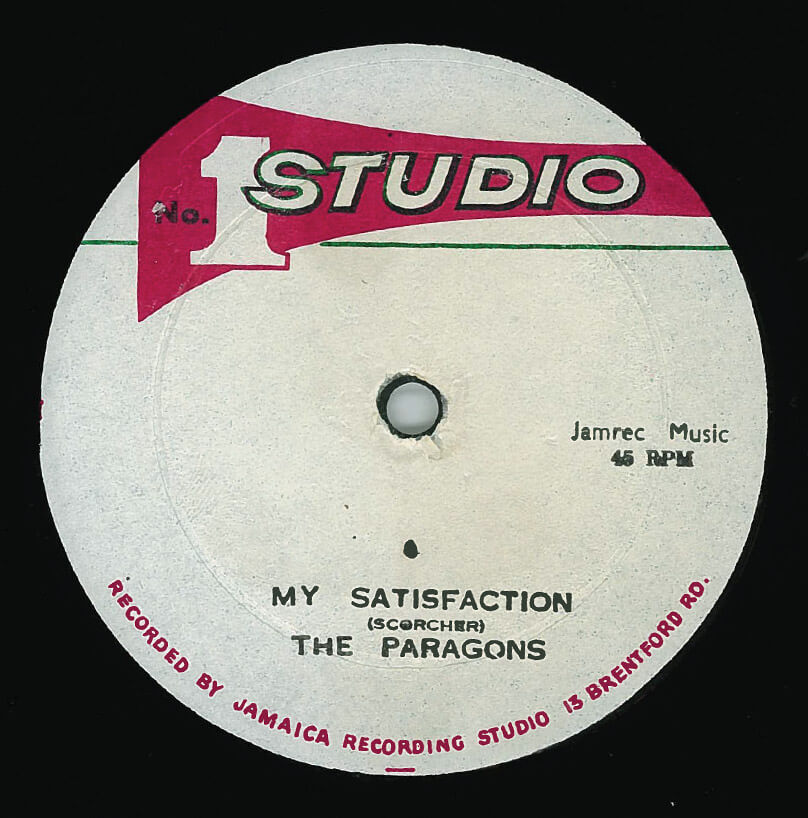 No. 1 STUDIO
Jamrec Music
45 RPM
MY SATISFACTION
(SCORCHER)
THE PARAGONS
RECORDED BY JAMAICA RECORDING STUDIO 13 BRENTFORD RD.